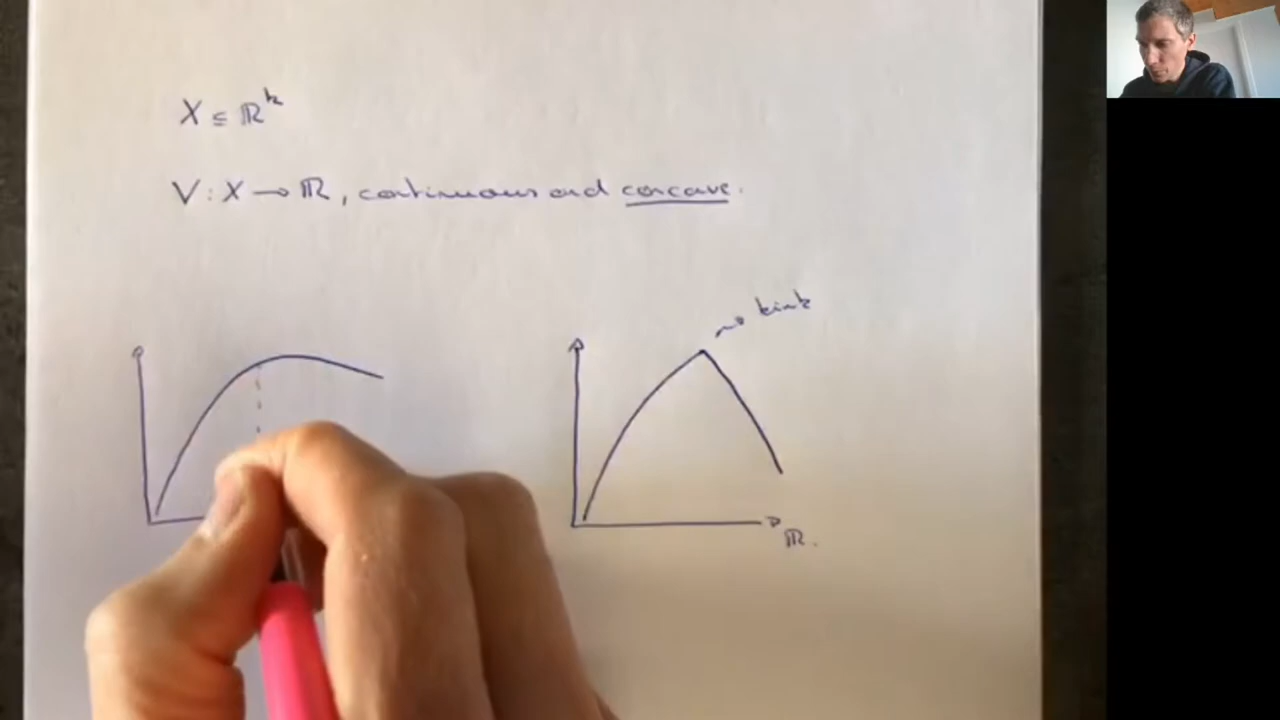 X ⊆ ℝᵏ
V : X → ℝ, continuous and concave.
kink
ℝ.